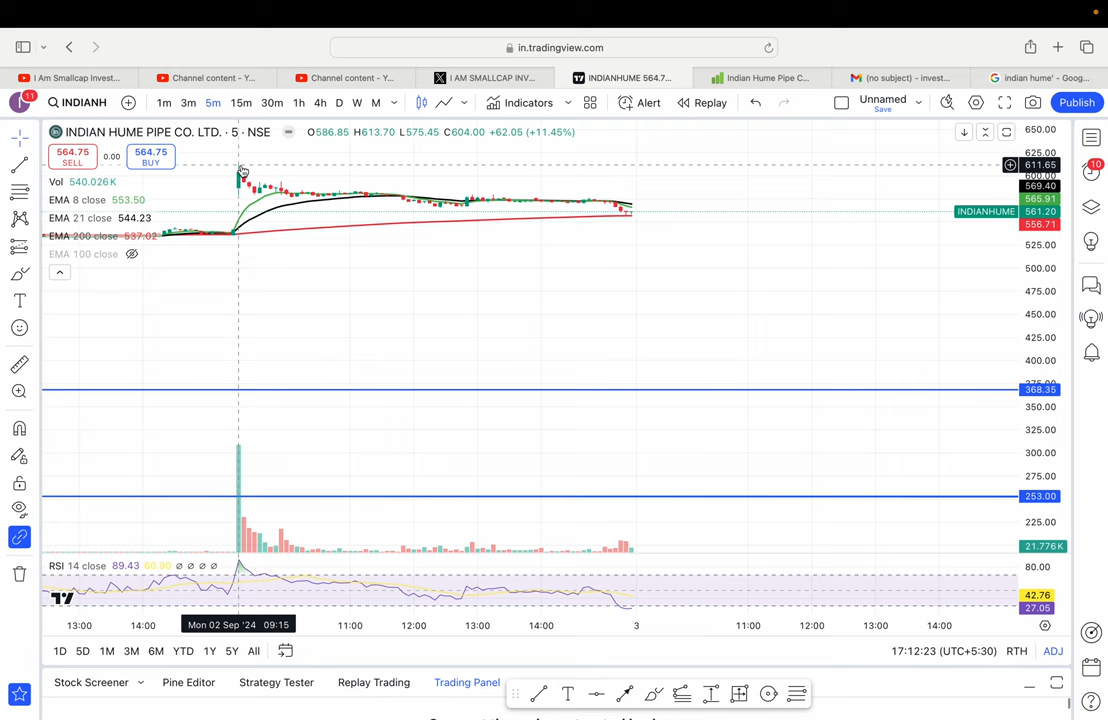 in.tradingview.com
I Am Smallcap Invest...
Channel content - Y...
Channel content - Y...
I AM SMALLCAP INV...
INDIANHUME 564.7...
Indian Hume Pipe C...
(no subject) - invest...
indian hume' - Goog...
11
INDIANH
1m 3m 5m 15m 30m 1h 4h D W M
Indicators
Alert
Replay
Unnamed
Save
Publish
INDIAN HUME PIPE CO. LTD. · 5 · NSE
O586.85 H613.70 L575.45 C604.00 +62.05 (+11.45%)
564.75
SELL
0.00
564.75
BUY
Vol 540.026K
EMA 8 close 553.50
EMA 21 close 544.23
EMA 200 close 537.02
EMA 100 close
650.00
625.00
611.65
600.00
569.40
565.91
INDIANHUME
561.20
556.71
525.00
500.00
475.00
450.00
425.00
400.00
375.00
368.35
350.00
325.00
300.00
275.00
253.00
225.00
21.776K
10
RSI 14 close 89.43 60.90 ∅ ∅ ∅ ∅
80.00
42.76
27.05
13:00
14:00
Mon 02 Sep '24 09:15
11:00
12:00
13:00
14:00
3
11:00
12:00
13:00
14:00
1D 5D 1M 3M 6M YTD 1Y 5Y All
17:12:23 (UTC+5:30) RTH ADJ
Stock Screener
Pine Editor
Strategy Tester
Replay Trading
Trading Panel